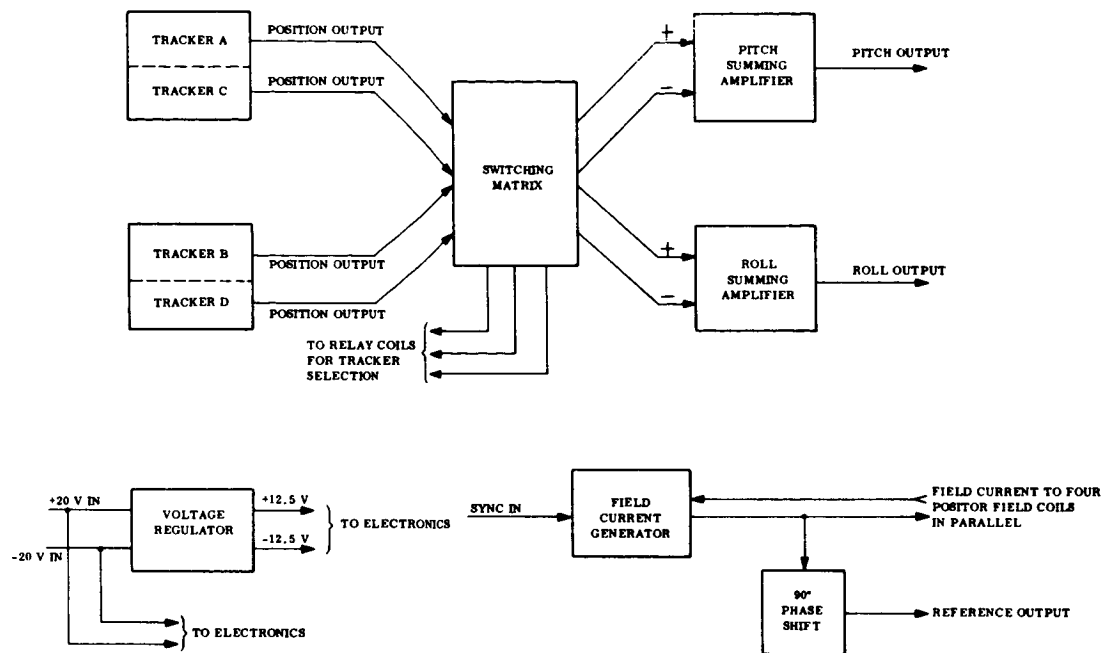 TRACKER A
TRACKER C
POSITION OUTPUT
POSITION OUTPUT
TRACKER B
TRACKER D
POSITION OUTPUT
POSITION OUTPUT
SWITCHING
MATRIX
+
-
PITCH
SUMMING
AMPLIFIER
PITCH OUTPUT
+
-
ROLL
SUMMING
AMPLIFIER
ROLL OUTPUT
TO RELAY COILS
FOR TRACKER
SELECTION
+20 V IN
-20 V IN
VOLTAGE
REGULATOR
+12.5 V
-12.5 V
TO ELECTRONICS
TO ELECTRONICS
SYNC IN
FIELD
CURRENT
GENERATOR
FIELD CURRENT TO FOUR
POSITOR FIELD COILS
IN PARALLEL
90°
PHASE
SHIFT
REFERENCE OUTPUT